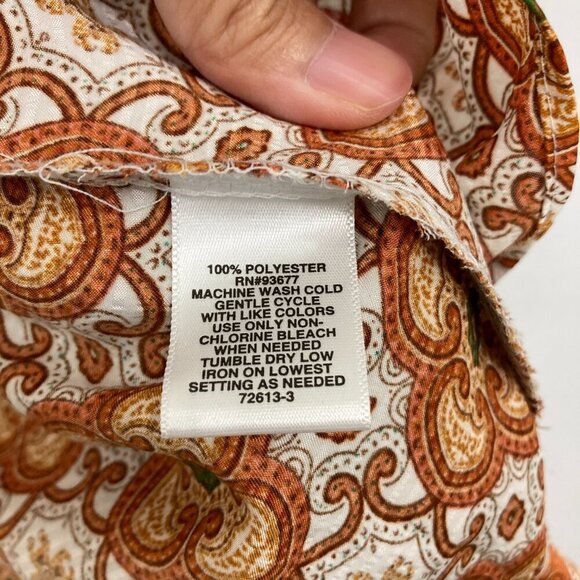 100% POLYESTER
RN#93677
MACHINE WASH COLD
GENTLE CYCLE
WITH LIKE COLORS
USE ONLY NON-
CHLORINE BLEACH
WHEN NEEDED
TUMBLE DRY LOW
IRON ON LOWEST
SETTING AS NEEDED
72613-3